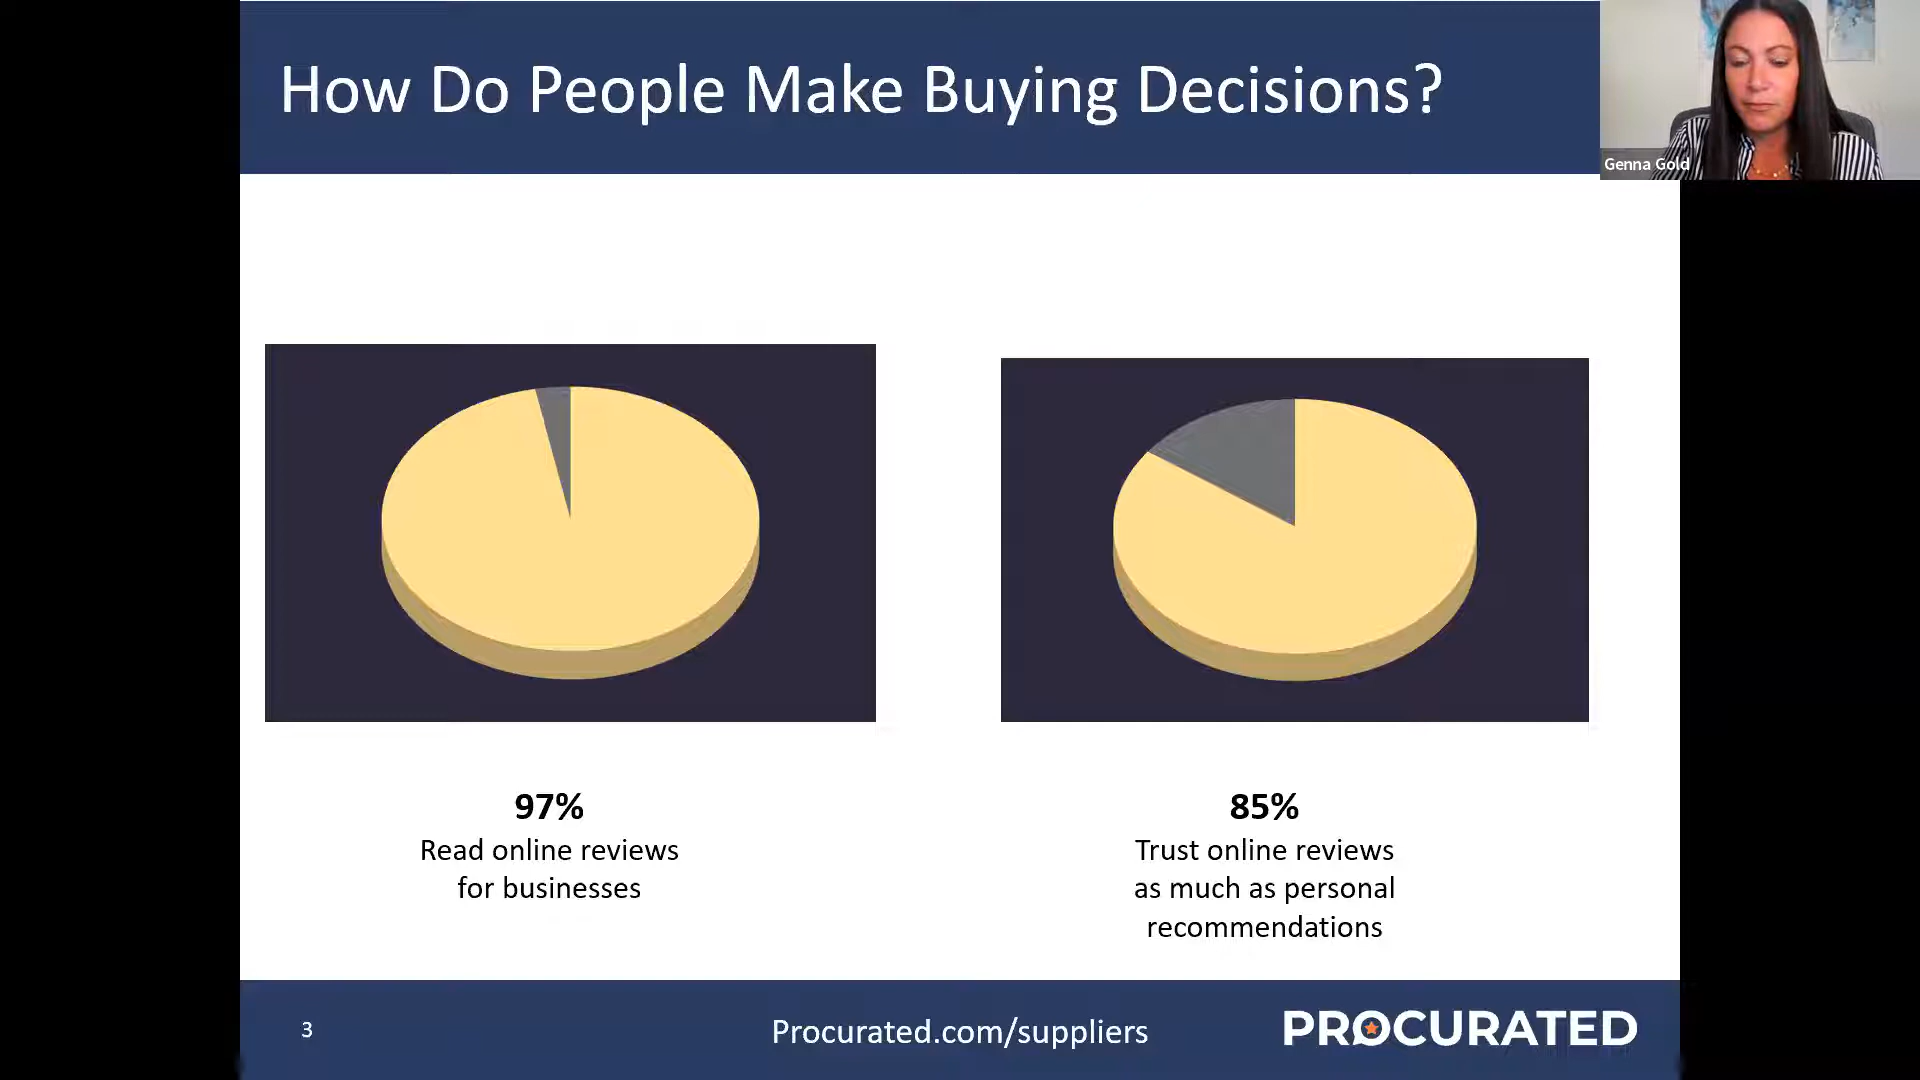 How Do People Make Buying Decisions?
Genna Gold
97%
Read online reviews
for businesses
85%
Trust online reviews
as much as personal
recommendations
3
Procurated.com/suppliers
PROCURATED